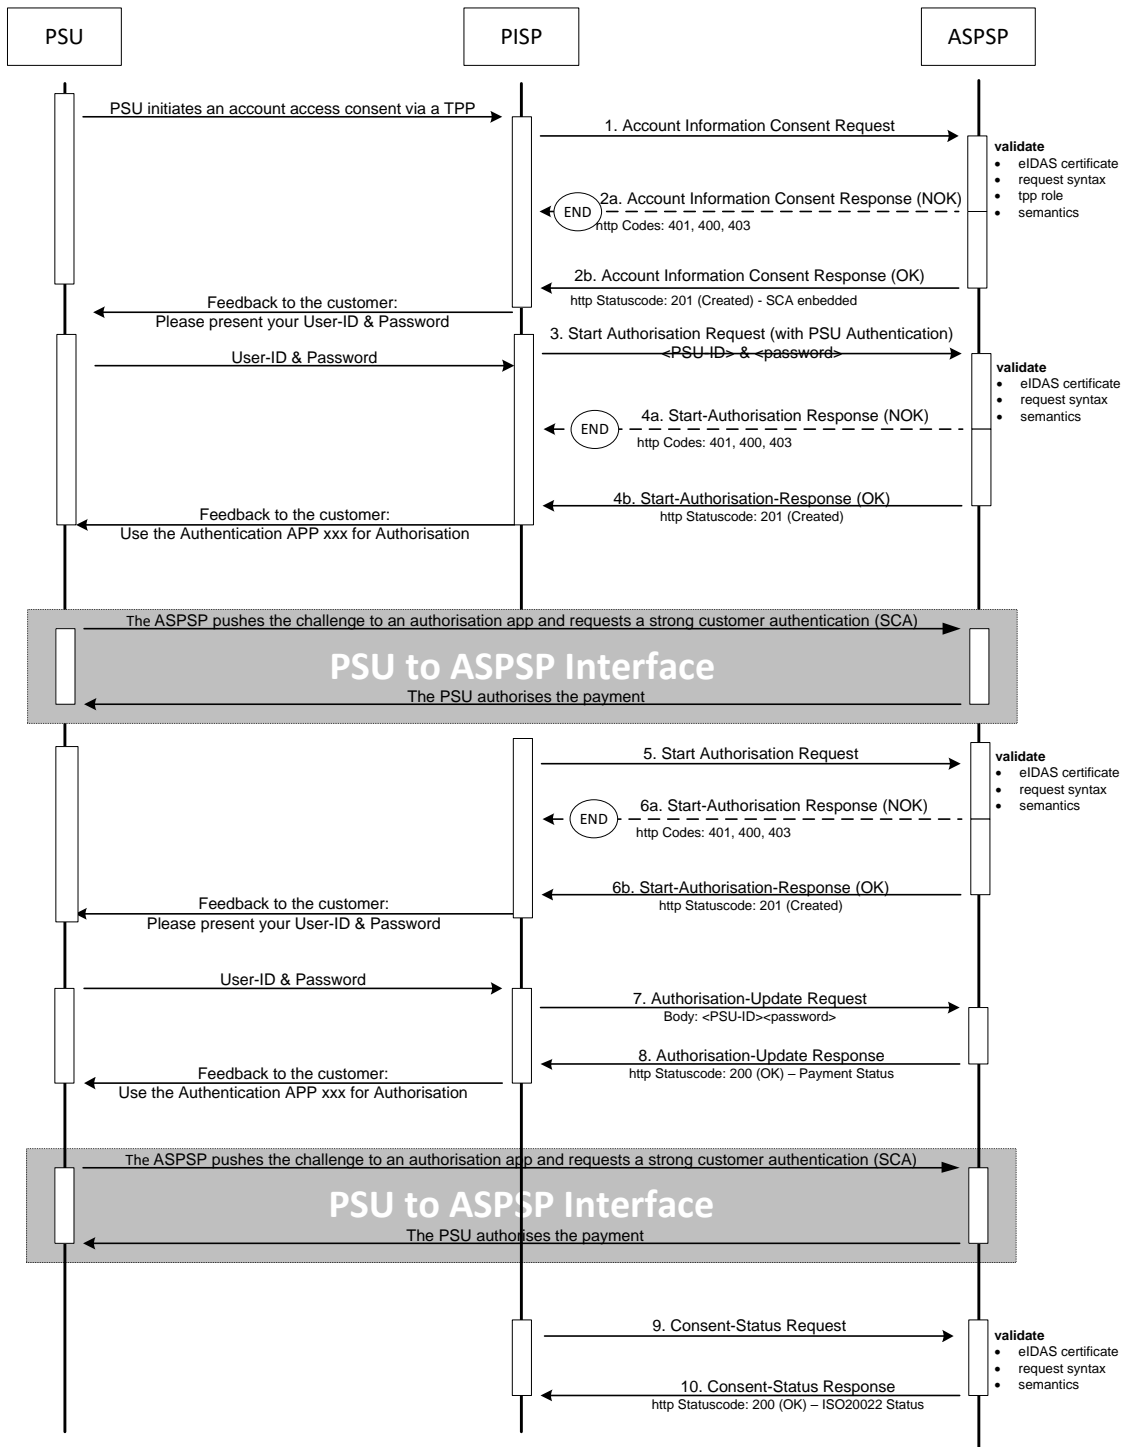 PSU
PISP
ASPSP
PSU initiates an account access consent via a TPP
1. Account Information Consent Request
validate
• eIDAS certificate
• request syntax
• tpp role
• semantics
2a. Account Information Consent Response (NOK)
END
http Codes: 401, 400, 403
2b. Account Information Consent Response (OK)
http Statuscode: 201 (Created) - SCA enbedded
Feedback to the customer:
Please present your User-ID & Password
3. Start Authorisation Request (with PSU Authentication)
<PSU-ID> & <password>
User-ID & Password
validate
• eIDAS certificate
• request syntax
• semantics
4a. Start-Authorisation Response (NOK)
END
http Codes: 401, 400, 403
4b. Start-Authorisation-Response (OK)
http Statuscode: 201 (Created)
Feedback to the customer:
Use the Authentication APP xxx for Authorisation
The ASPSP pushes the challenge to an authorisation app and requests a strong customer authentication (SCA)
PSU to ASPSP Interface
The PSU authorises the payment
5. Start Authorisation Request
validate
• eIDAS certificate
• request syntax
• semantics
6a. Start-Authorisation Response (NOK)
END
http Codes: 401, 400, 403
6b. Start-Authorisation-Response (OK)
http Statuscode: 201 (Created)
Feedback to the customer:
Please present your User-ID & Password
User-ID & Password
7. Authorisation-Update Request
Body: <PSU-ID><password>
8. Authorisation-Update Response
http Statuscode: 200 (OK) – Payment Status
Feedback to the customer:
Use the Authentication APP xxx for Authorisation
The ASPSP pushes the challenge to an authorisation app and requests a strong customer authentication (SCA)
PSU to ASPSP Interface
The PSU authorises the payment
9. Consent-Status Request
validate
• eIDAS certificate
• request syntax
• semantics
10. Consent-Status Response
http Statuscode: 200 (OK) – ISO20022 Status